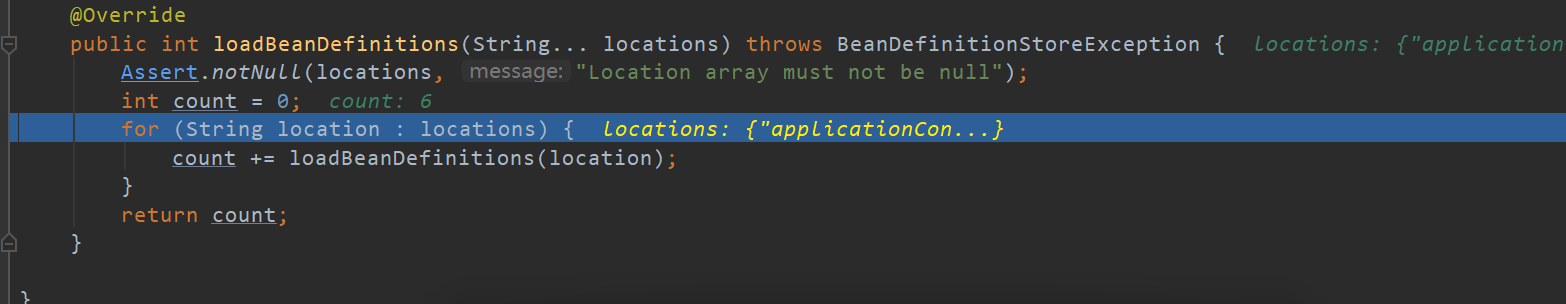 @Override
public int loadBeanDefinitions(String... locations) throws BeanDefinitionStoreException {  locations: {"application
Assert.notNull(locations,  message: "Location array must not be null");
int count = 0;  count: 6
for (String location : locations) {  locations: {"applicationCon...}
count += loadBeanDefinitions(location);
}
return count;
}
}